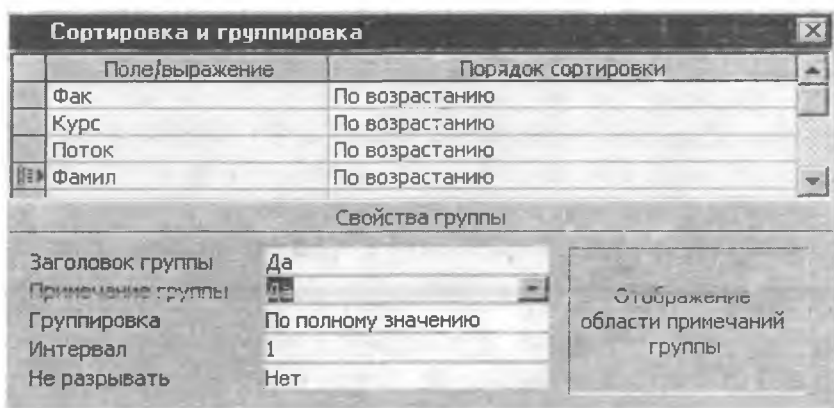 Сортировка и группировка
Поле/выражение Порядок сортировки
Фак По возрастанию
Курс По возрастанию
Поток По возрастанию
Фамил По возрастанию
Свойства группы
Заголовок группы Да
Примечание группы Да
Группировка По полному значению
Интервал 1
Не разрывать Нет
Отображение
области примечаний
группы